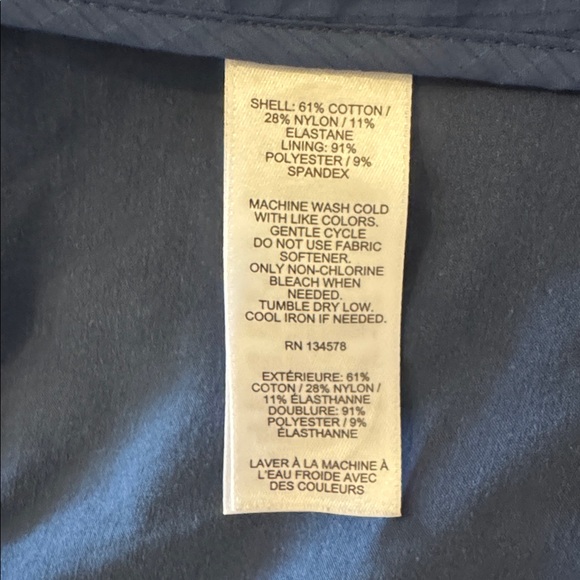 SHELL: 61% COTTON /
28% NYLON / 11%
ELASTANE
LINING: 91%
POLYESTER / 9%
SPANDEX
MACHINE WASH COLD
WITH LIKE COLORS.
GENTLE CYCLE
DO NOT USE FABRIC
SOFTENER.
ONLY NON-CHLORINE
BLEACH WHEN
NEEDED.
TUMBLE DRY LOW.
COOL IRON IF NEEDED.
RN 134578
EXTÉRIEURE: 61%
COTON / 28% NYLON /
11% ÉLASTHANNE
DOUBLURE: 91%
POLYESTER / 9%
ÉLASTHANNE
LAVER À LA MACHINE À
L'EAU FROIDE AVEC
DES COULEURS